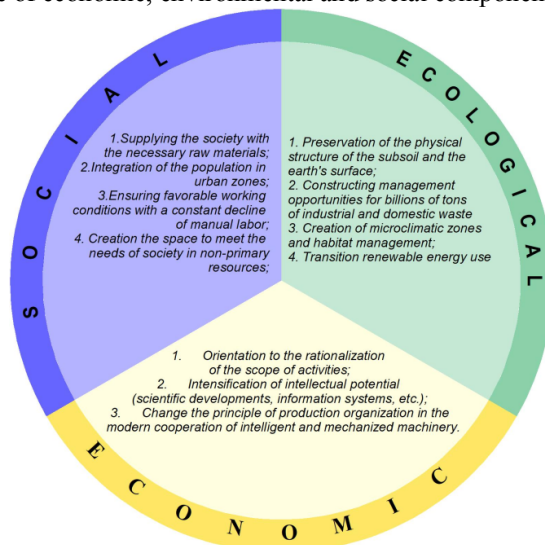 e of economic, environmental and social componen
SOCIAL
1.Supplying the society with
the necessary raw materials;
2.Integration of the population in
urban zones;
3.Ensuring favorable working
conditions with a constant decline
of manual labor;
4. Creation the space to meet the
needs of society in non-primary
resources;
ECOLOGICAL
1. Preservation of the physical
structure of the subsoil and the
earth's surface;
2. Constructing management
opportunities for billions of tons
of industrial and domestic waste
3. Creation of microclimatic zones
and habitat management;
4. Transition renewable energy use
1. Orientation to the rationalization
of the scope of activities;
2. Intensification of intellectual potential
(scientific developments, information systems, etc.);
3. Change the principle of production organization in the
modern cooperation of intelligent and mechanized machinery.
ECONOMIC